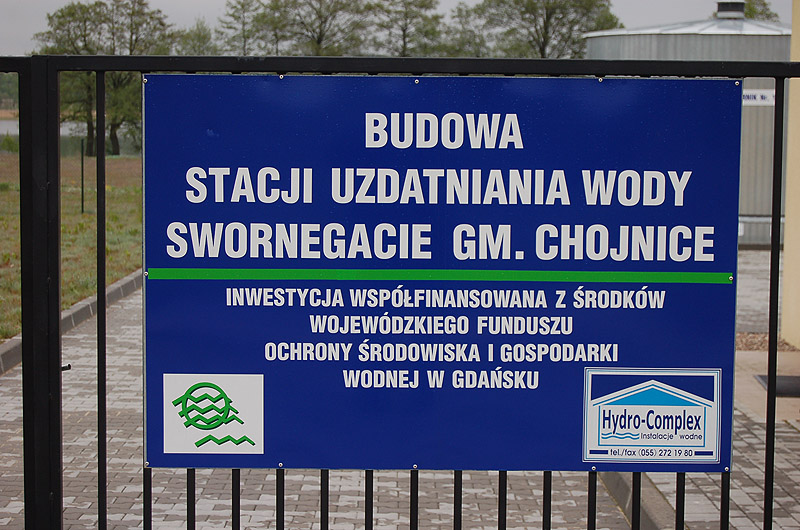 BUDOWA
STACJI UZDATNIANIA WODY
SWORNEGACIE GM. CHOJNICE
INWESTYCJA WSPÓŁFINANSOWANA Z ŚRODKÓW
WOJEWÓDZKIEGO FUNDUSZU
OCHRONY ŚRODOWISKA I GOSPODARKI
WODNEJ W GDAŃSKU
Hydro-Complex
Instalacje wodne
tel./fax (055) 272 19 80